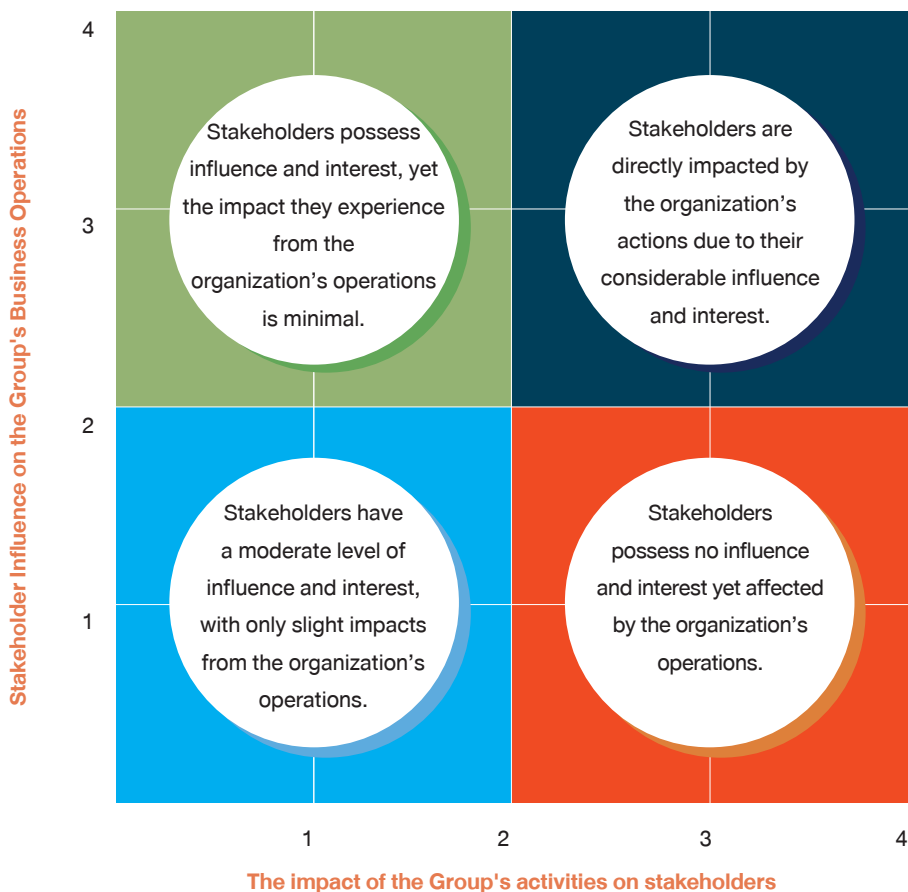 Stakeholder Influence on the Group's Business Operations
4
3
2
1
Stakeholders possess
influence and interest, yet
the impact they experience
from the
organization’s operations
is minimal.
Stakeholders are
directly impacted by
the organization’s
actions due to their
considerable influence
and interest.
Stakeholders have
a moderate level of
influence and interest,
with only slight impacts
from the organization’s
operations.
Stakeholders
possess no influence
and interest yet affected
by the organization’s
operations.
1
2
3
4
The impact of the Group's activities on stakeholders